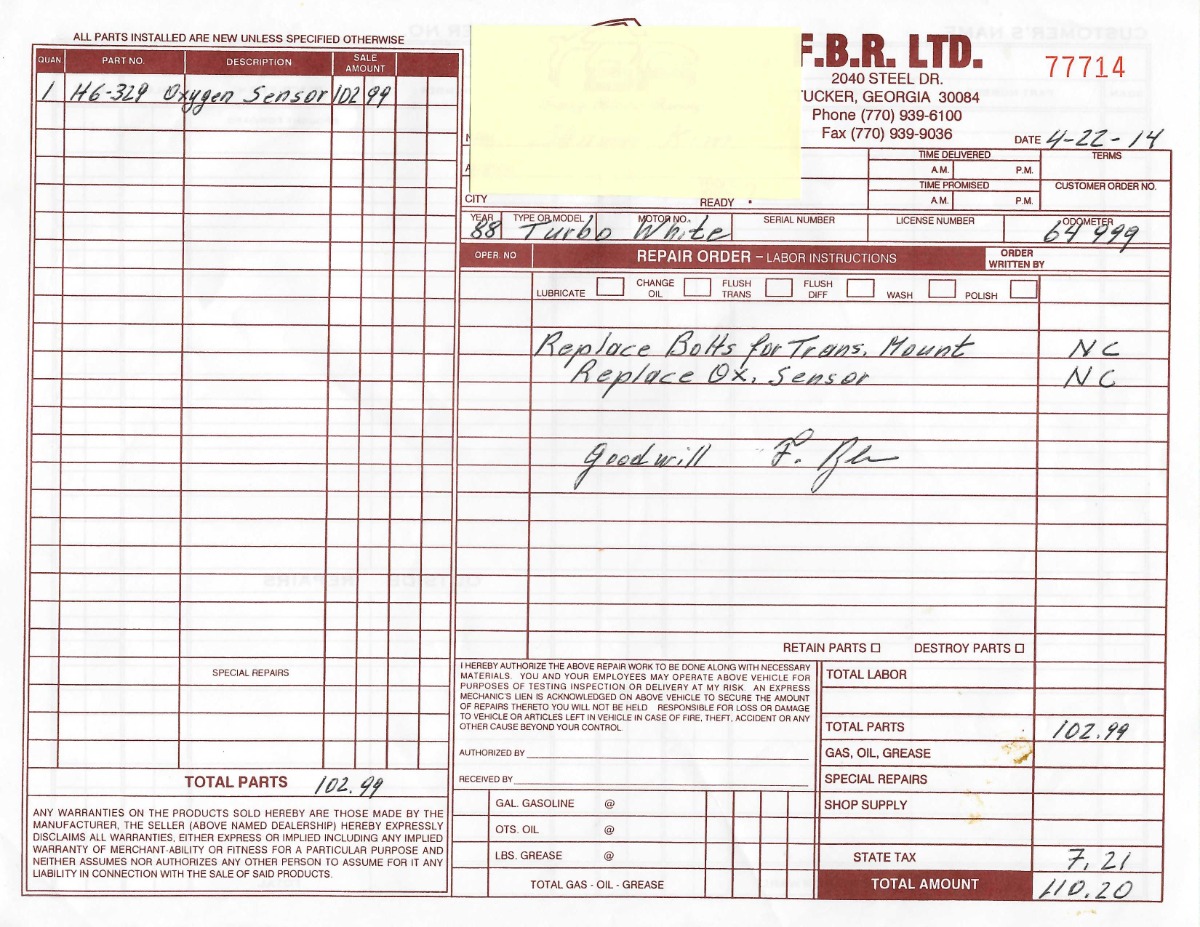 ALL PARTS INSTALLED ARE NEW UNLESS SPECIFIED OTHERWISE
QUAN. PART NO. DESCRIPTION SALE AMOUNT
1 H6-329 Oxygen Sensor 102 99
SPECIAL REPAIRS
TOTAL PARTS 102.99
ANY WARRANTIES ON THE PRODUCTS SOLD HEREBY ARE THOSE MADE BY THE
MANUFACTURER, THE SELLER (ABOVE NAMED DEALERSHIP) HEREBY EXPRESSLY
DISCLAIMS ALL WARRANTIES, EITHER EXPRESS OR IMPLIED INCLUDING ANY IMPLIED
WARRANTY OF MERCHANT-ABILITY OR FITNESS FOR A PARTICULAR PURPOSE AND
NEITHER ASSUMES NOR AUTHORIZES ANY OTHER PERSON TO ASSUME FOR IT ANY
LIABILITY IN CONNECTION WITH THE SALE OF SAID PRODUCTS.
F.B.R. LTD.
77714
2040 STEEL DR.
TUCKER, GEORGIA 30084
Phone (770) 939-6100
Fax (770) 939-9036
DATE 4-22-14
TIME DELIVERED TERMS
A.M. P.M.
TIME PROMISED CUSTOMER ORDER NO.
A.M. P.M.
CITY READY
YEAR TYPE OR MODEL MOTOR NO. SERIAL NUMBER LICENSE NUMBER ODOMETER
88 Turbo White 64 999
OPER. NO REPAIR ORDER – LABOR INSTRUCTIONS ORDER WRITTEN BY
LUBRICATE CHANGE OIL FLUSH TRANS FLUSH DIFF WASH POLISH
Replace Bolts for Trans. Mount NC
Replace Ox. Sensor NC
Goodwill F.
RETAIN PARTS DESTROY PARTS
I HEREBY AUTHORIZE THE ABOVE REPAIR WORK TO BE DONE ALONG WITH NECESSARY
MATERIALS. YOU AND YOUR EMPLOYEES MAY OPERATE ABOVE VEHICLE FOR
PURPOSES OF TESTING INSPECTION OR DELIVERY AT MY RISK. AN EXPRESS
MECHANIC'S LIEN IS ACKNOWLEDGED ON ABOVE VEHICLE TO SECURE THE AMOUNT
OF REPAIRS THERETO YOU WILL NOT BE HELD RESPONSIBLE FOR LOSS OR DAMAGE
TO VEHICLE OR ARTICLES LEFT IN VEHICLE IN CASE OF FIRE, THEFT, ACCIDENT OR ANY
OTHER CAUSE BEYOND YOUR CONTROL.
AUTHORIZED BY
RECEIVED BY
GAL. GASOLINE @
QTS. OIL @
LBS. GREASE @
TOTAL GAS - OIL - GREASE
TOTAL LABOR
TOTAL PARTS 102.99
GAS, OIL, GREASE
SPECIAL REPAIRS
SHOP SUPPLY
STATE TAX 7.21
TOTAL AMOUNT 110.20